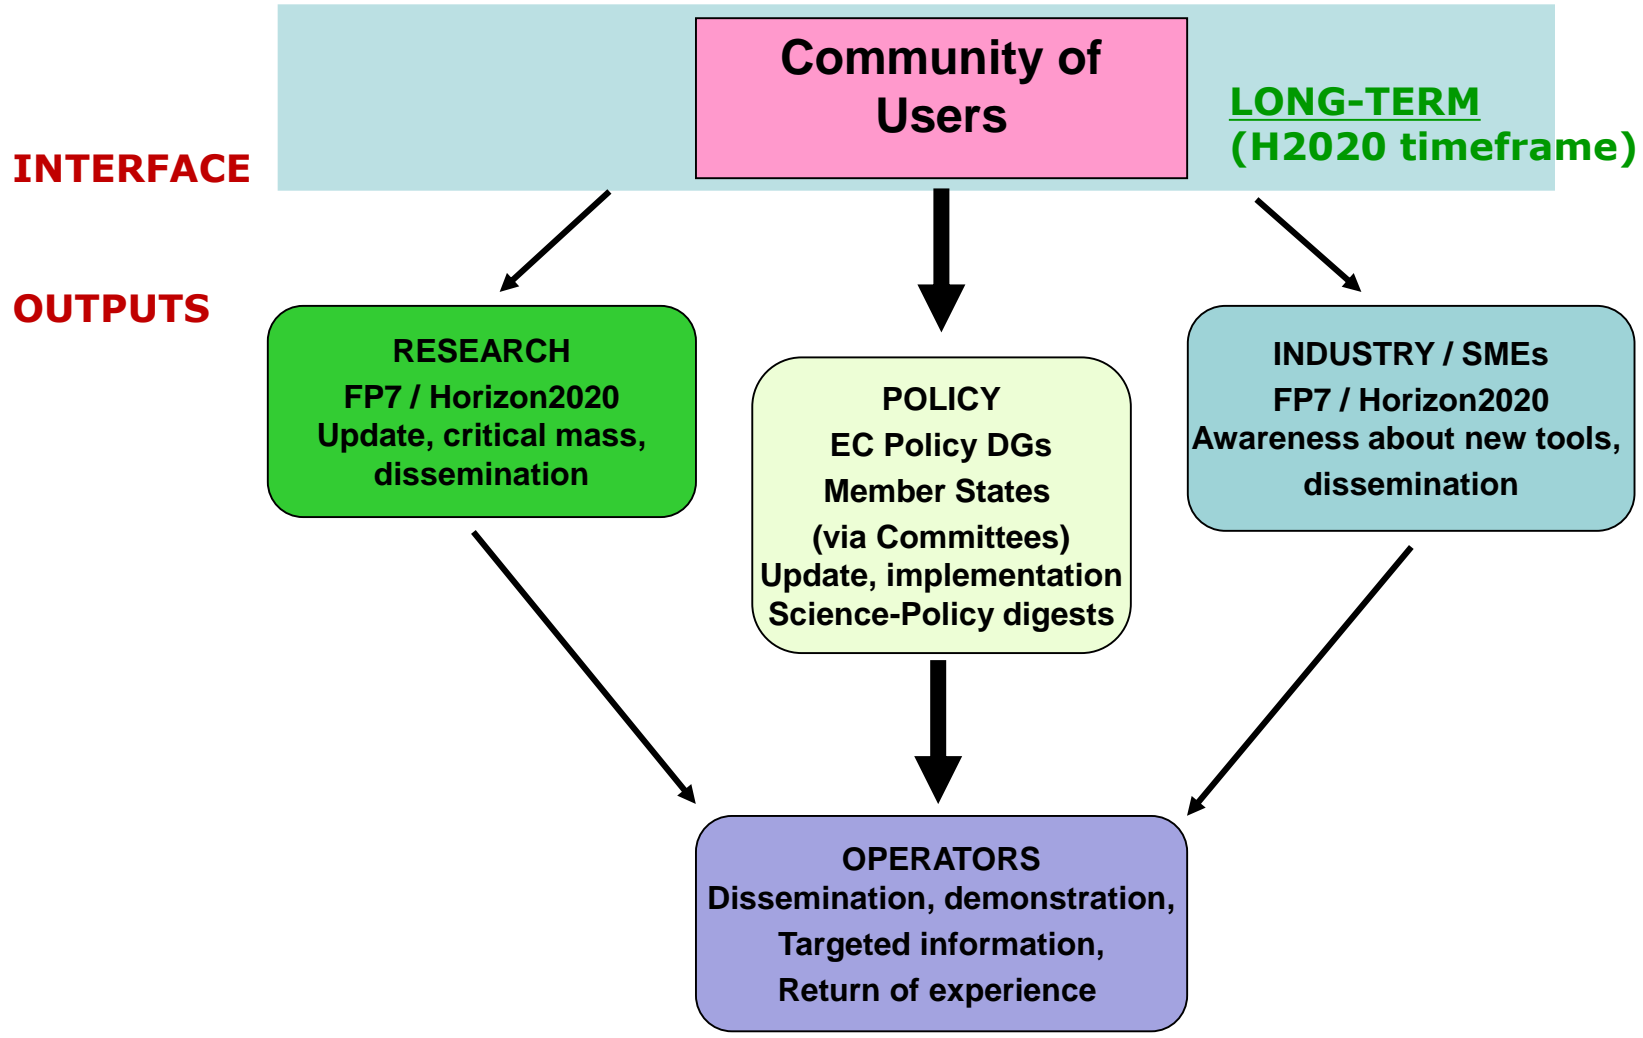 Community of
Users
LONG-TERM
(H2020 timeframe)
INTERFACE
OUTPUTS
RESEARCH
FP7 / Horizon2020
Update, critical mass,
dissemination
POLICY
EC Policy DGs
Member States
(via Committees)
Update, implementation
Science-Policy digests
INDUSTRY / SMEs
FP7 / Horizon2020
Awareness about new tools,
dissemination
OPERATORS
Dissemination, demonstration,
Targeted information,
Return of experience